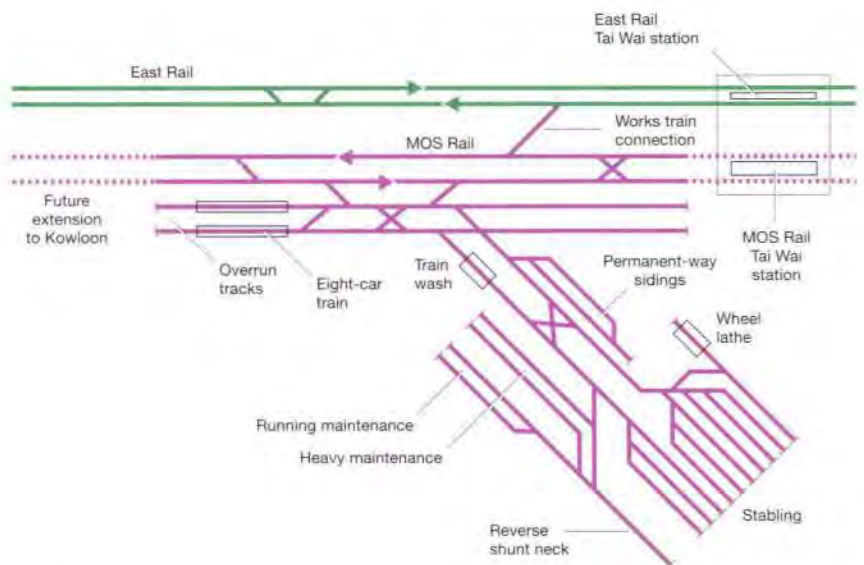 East Rail
Tai Wai station
East Rail
Works train
connection
MOS Rail
Future
extension
to Kowloon
MOS Rail
Tai Wai
station
Overrun
tracks
Eight-car
train
Train
wash
Permanent-way
sidings
Wheel
lathe
Running maintenance
Heavy maintenance
Stabling
Reverse
shunt neck